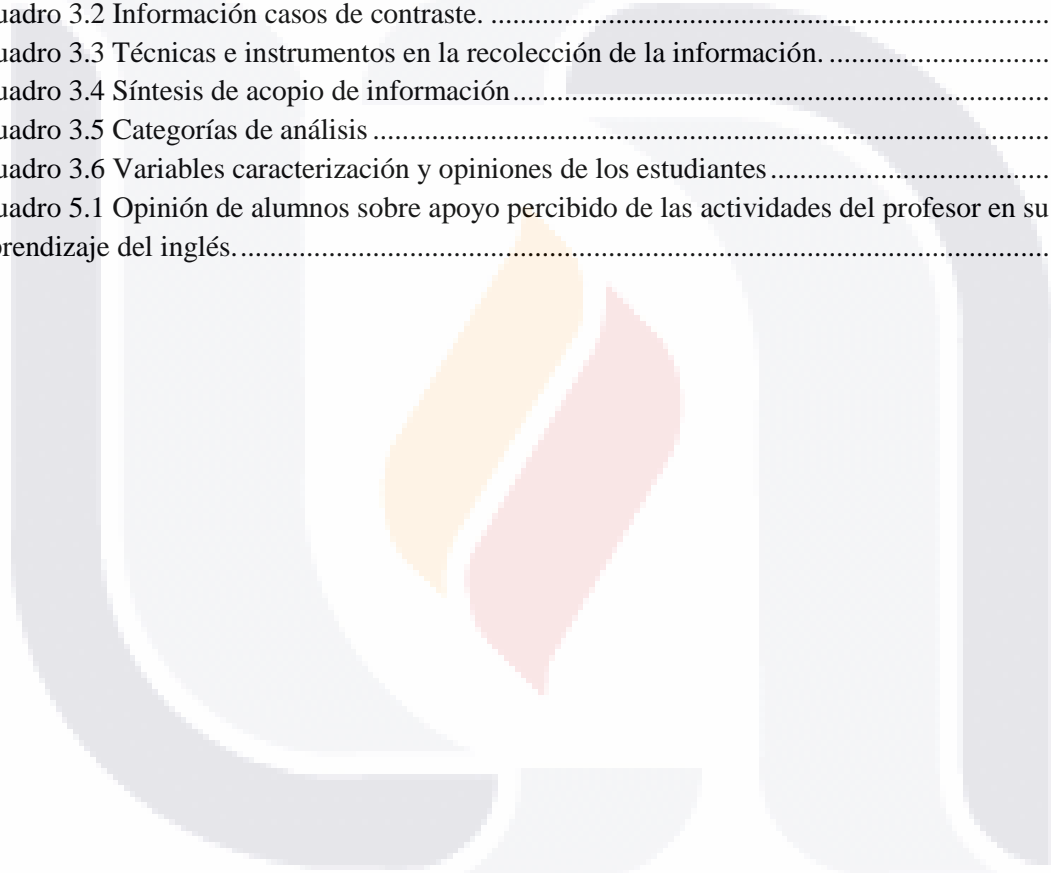 uadro 3.2 Información casos de contraste. ........................................................................................
uadro 3.3 Técnicas e instrumentos en la recolección de la información. ..............................
uadro 3.4 Síntesis de acopio de información.....................................................................................
uadro 3.5 Categorías de análisis ..........................................................................................................
uadro 3.6 Variables caracterización y opiniones de los estudiantes...........................................
uadro 5.1 Opinión de alumnos sobre apoyo percibido de las actividades del profesor en su
prendizaje del inglés. ...............................................................................................................................